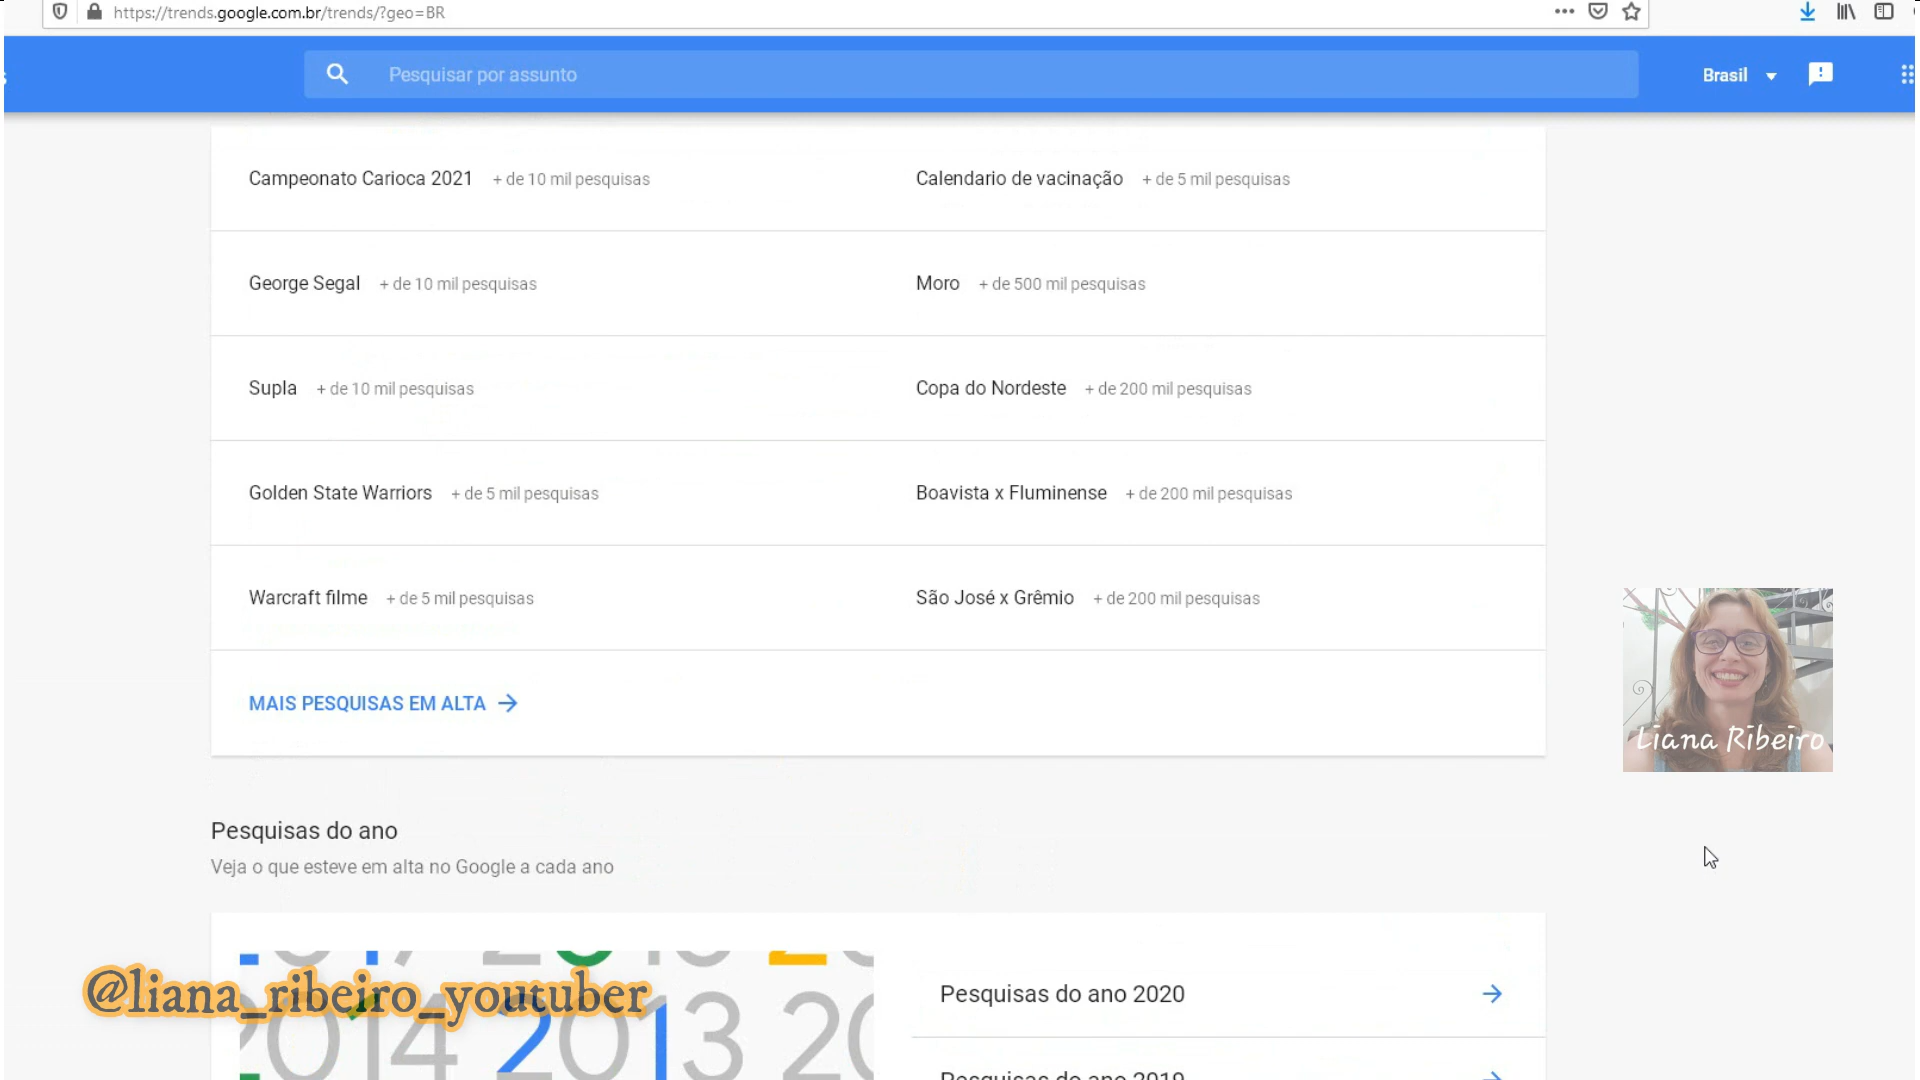 https://trends.google.com.br/trends/?geo=BR
Pesquisar por assunto
Brasil
Campeonato Carioca 2021 + de 10 mil pesquisas
Calendario de vacinação + de 5 mil pesquisas
George Segal + de 10 mil pesquisas
Moro + de 500 mil pesquisas
Supla + de 10 mil pesquisas
Copa do Nordeste + de 200 mil pesquisas
Golden State Warriors + de 5 mil pesquisas
Boavista x Fluminense + de 200 mil pesquisas
Warcraft filme + de 5 mil pesquisas
São José x Grêmio + de 200 mil pesquisas
MAIS PESQUISAS EM ALTA
Liana Ribeiro
Pesquisas do ano
Veja o que esteve em alta no Google a cada ano
@liana_ribeiro_youtuber
2014 2013 20
Pesquisas do ano 2020
Pesquisas do ano 2019